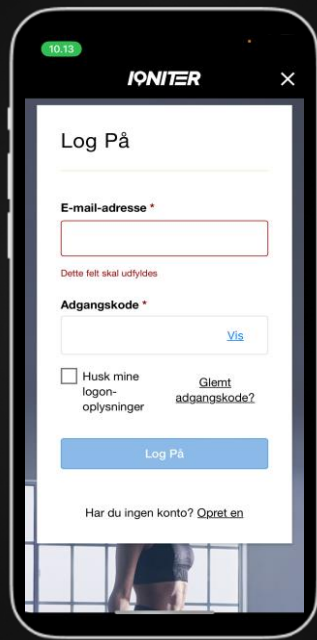 10.13
IQNITER
Log På
E-mail-adresse *
Dette felt skal udfyldes
Adgangskode *
Vis
Husk mine
logon-
oplysninger
Glemt
adgangskode?
Log På
Har du ingen konto? Opret en